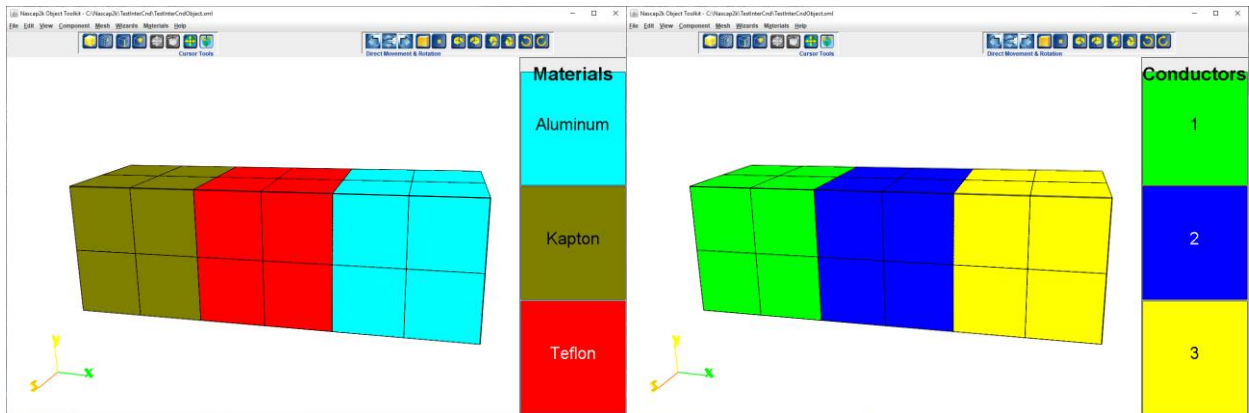 Nascap2k Object Toolkit - C:\Nascap2k\TestInterCnd\TestInterCndObject.xml
File Edit View Component Mesh Wizards Materials Help
Cursor Tools
Direct Movement & Rotation
Materials
Aluminum
Kapton
Teflon
y
x
Nascap2k Object Toolkit - C:\Nascap2k\TestInterCnd\TestInterCndObject.xml
File Edit View Component Mesh Wizards Materials Help
Cursor Tools
Direct Movement & Rotation
Conductors
1
2
3
y
x